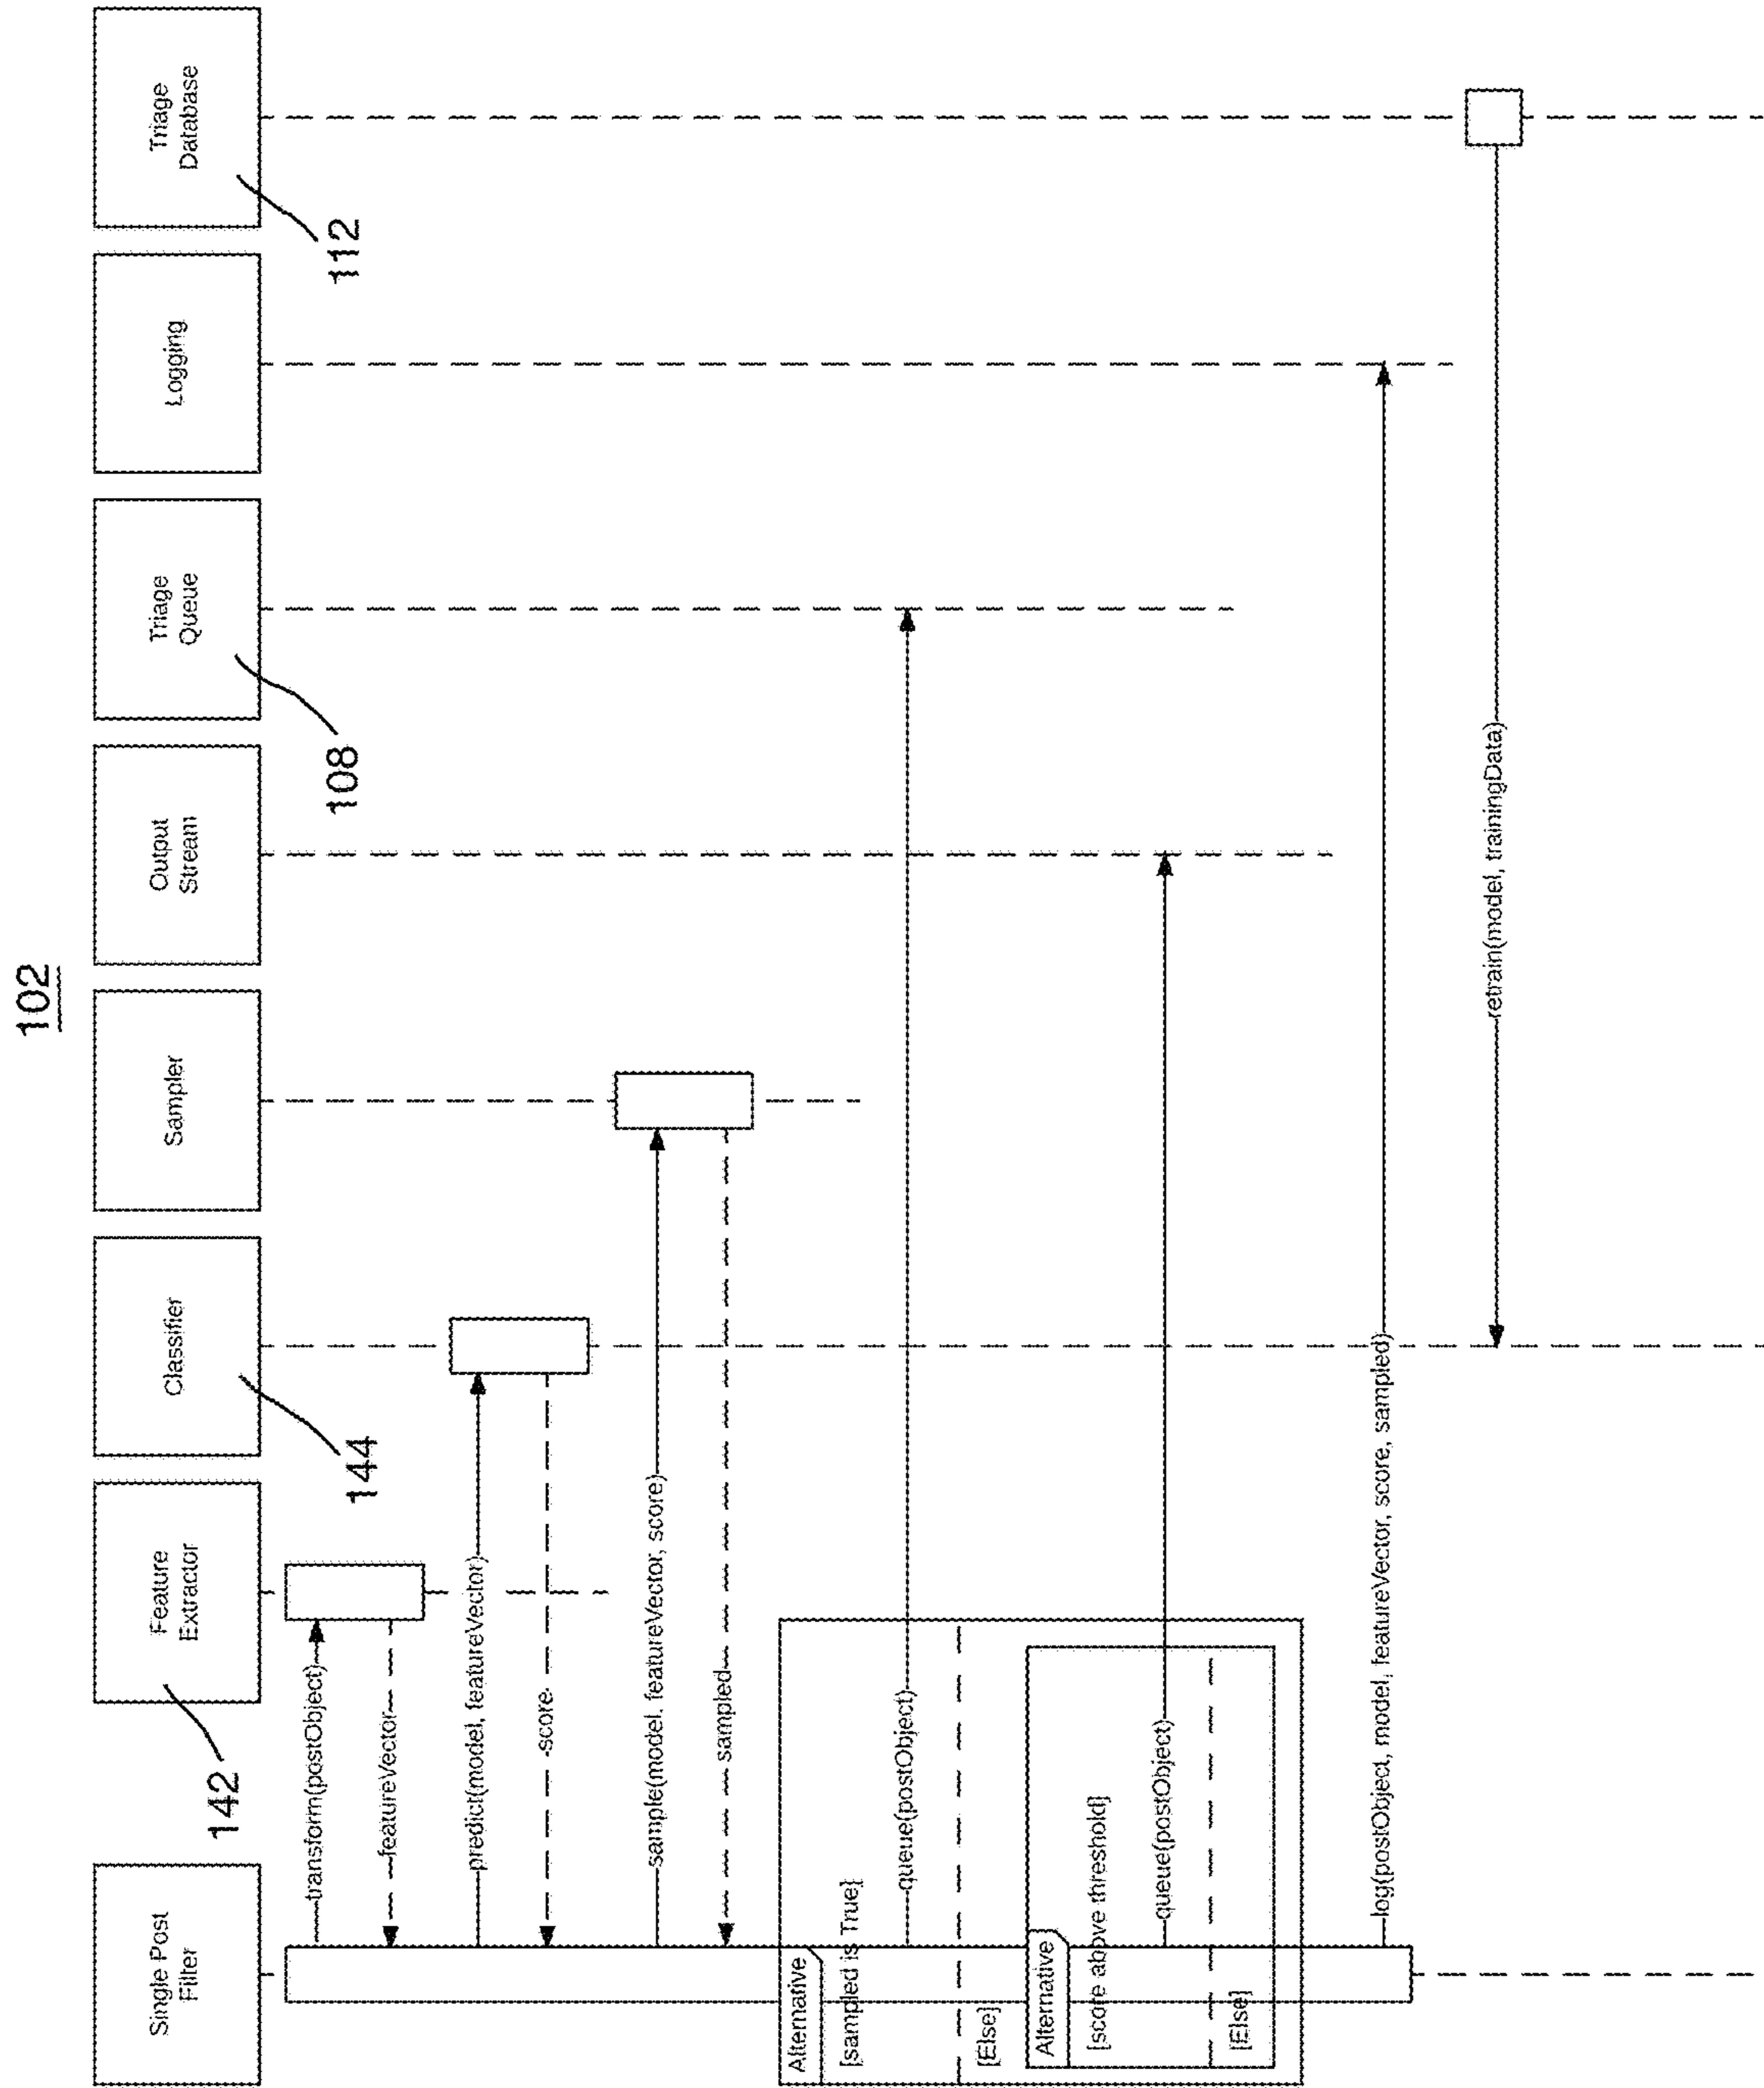 102
Single Post
Filter
Feature
Extractor
Classifier
Sampler
Output
Stream
Triage
Queue
Logging
Triage
Database
142
144
108
112
transform(postObject)
featureVector
predict(model, featureVector)
score
sample(model, featureVector, score)
sampled
Alternative
[sampled is True]
queue(postObject)
[Else]
Alternative
[score above threshold]
queue(postObject)
[Else]
log(postObject, model, featureVector, score, sampled)
retrain(model, trainingData)